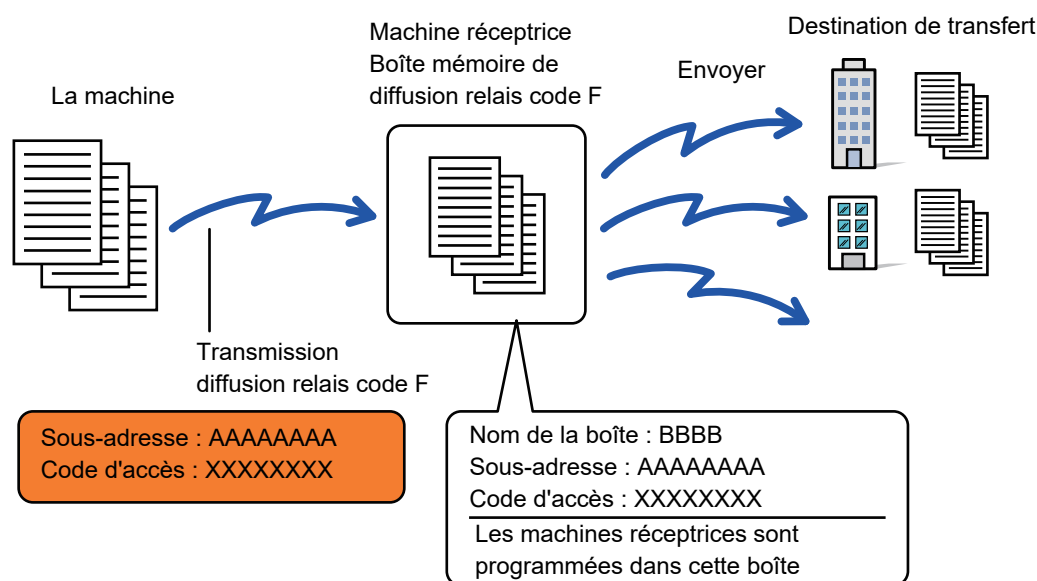 La machine
Machine réceptrice
Boîte mémoire de
diffusion relais code F
Envoyer
Destination de transfert
Transmission
diffusion relais code F
Sous-adresse : AAAAAAAA
Code d'accès : XXXXXXXX
Nom de la boîte : BBBB
Sous-adresse : AAAAAAAA
Code d'accès : XXXXXXXX
Les machines réceptrices sont
programmées dans cette boîte